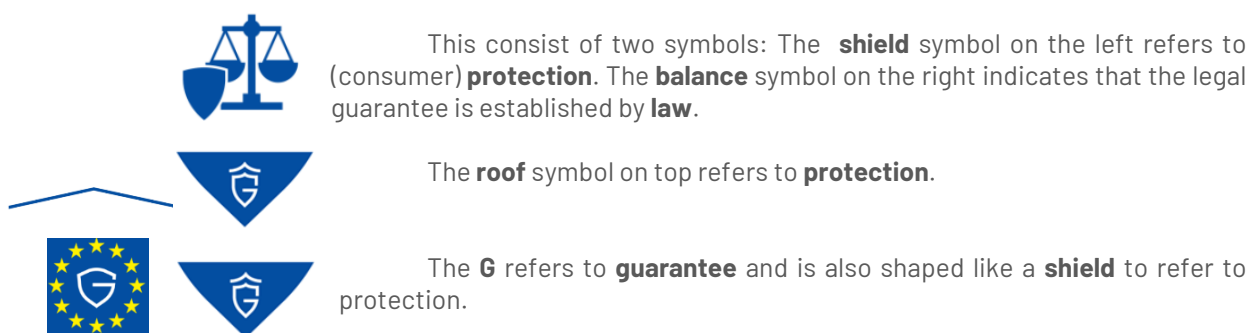 This consist of two symbols: The shield symbol on the left refers to
(consumer) protection. The balance symbol on the right indicates that the legal
guarantee is established by law.
G
The roof symbol on top refers to protection.
G
G
The G refers to guarantee and is also shaped like a shield to refer to
protection.